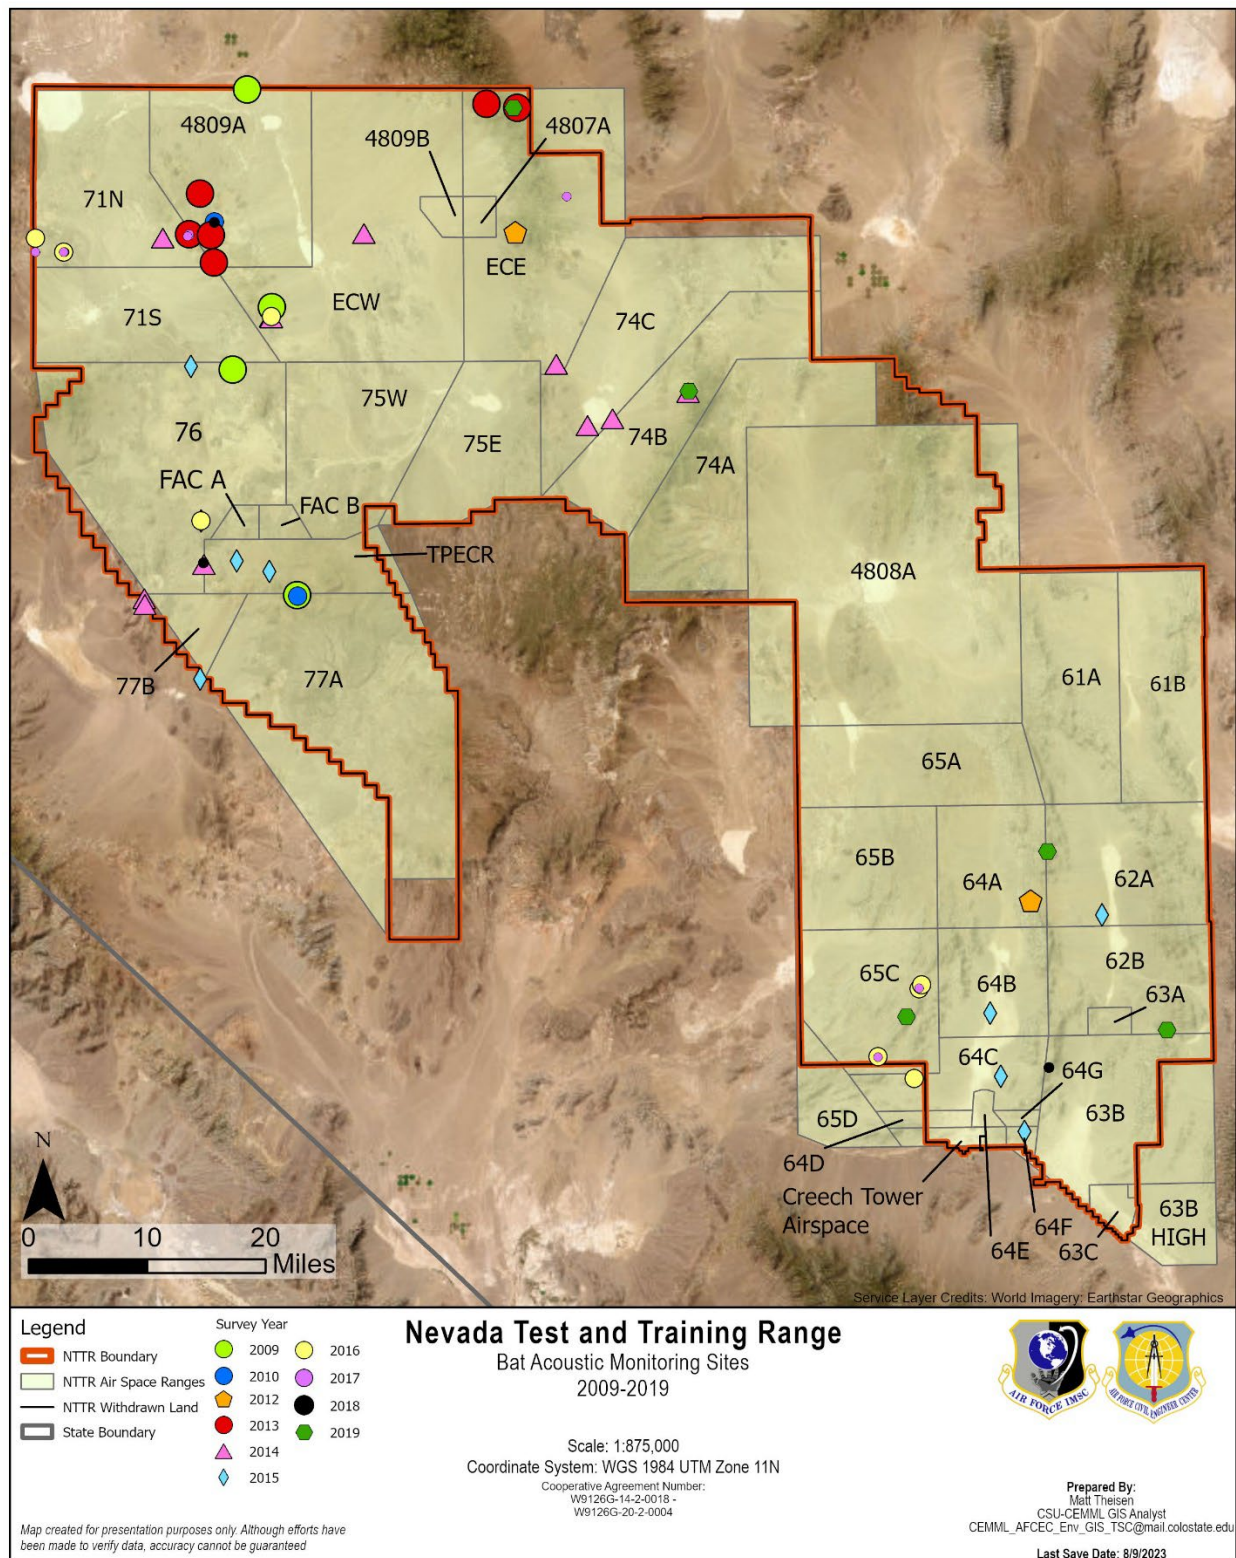 4809A
4809B
4807A
71N
ECE
71S
ECW
74C
75W
76
75E
74B
74A
FAC A
FAC B
TPECR
4808A
77B
77A
61A
61B
65A
65B
64A
62A
65C
64B
62B
63A
64C
64G
65D
63B
64D
Creech Tower
Airspace
64E
64F
63C
63B
HIGH
N
0 10 20
Miles
Service Layer Credits: World Imagery: Earthstar Geographics
Legend
NTTR Boundary
NTTR Air Space Ranges
NTTR Withdrawn Land
State Boundary
Survey Year
2009
2010
2012
2013
2014
2015
2016
2017
2018
2019
Map created for presentation purposes only. Although efforts have
been made to verify data, accuracy cannot be guaranteed
Nevada Test and Training Range
Bat Acoustic Monitoring Sites
2009-2019
Scale: 1:875,000
Coordinate System: WGS 1984 UTM Zone 11N
Cooperative Agreement Number:
W9126G-14-2-0018 -
W9126G-20-2-0004
AIR FORCE IMSC
AIR FORCE CIVIL ENGINEER CENTER
Prepared By:
Matt Theisen
CSU-CEMML GIS Analyst
CEMML_AFCEC_Env_GIS_TSC@mail.colostate.edu
Last Save Date: 8/9/2023